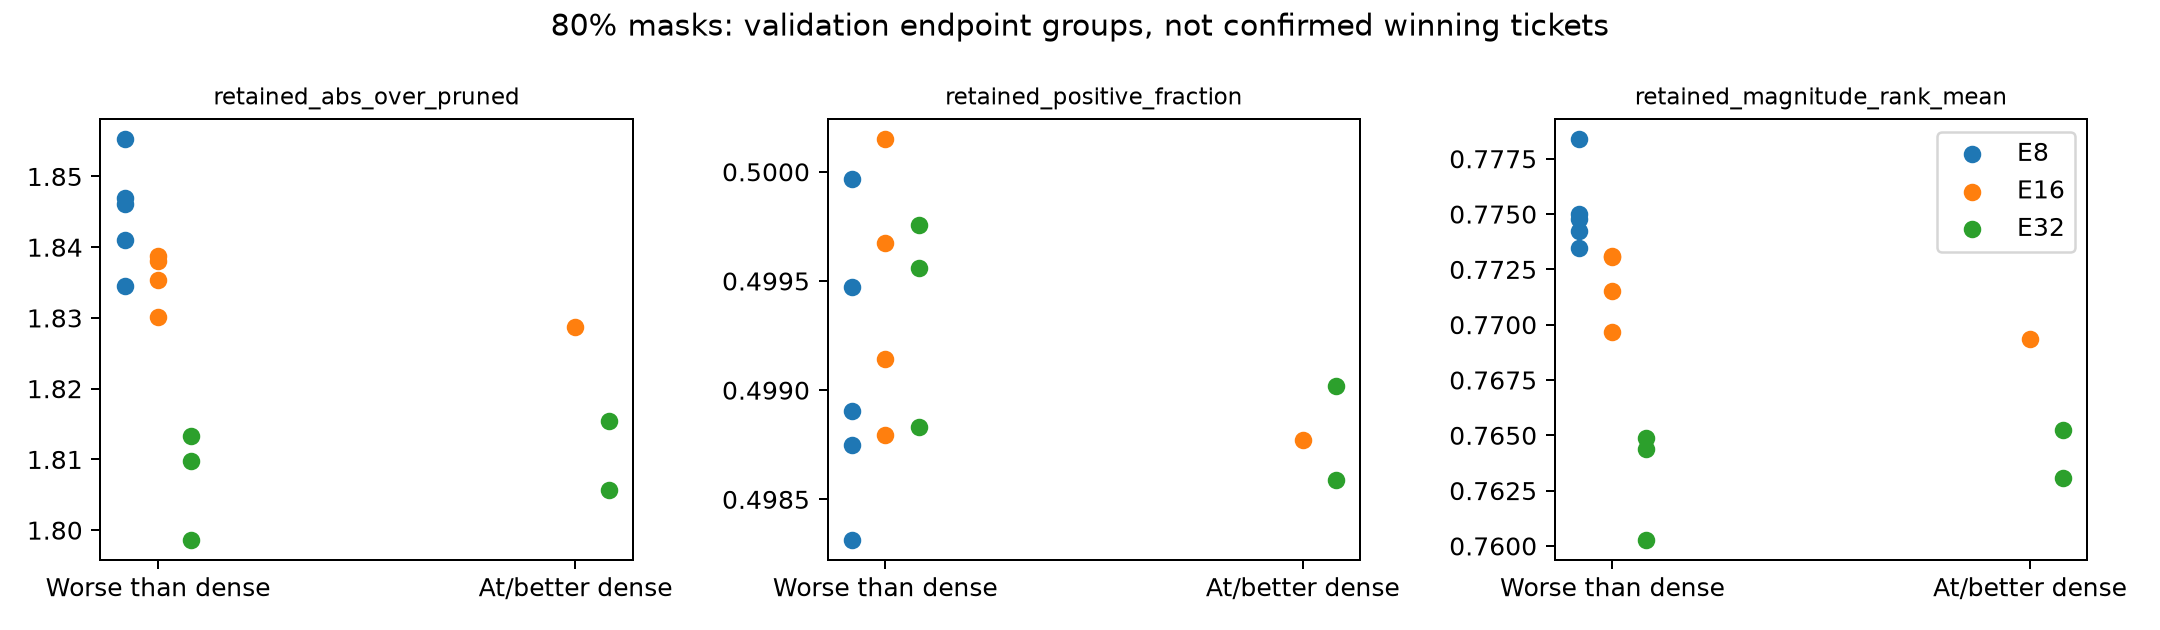 80% masks: validation endpoint groups, not confirmed winning tickets
retained_abs_over_pruned
1.85
1.84
1.83
1.82
1.81
1.80
Worse than dense
At/better dense
retained_positive_fraction
0.5000
0.4995
0.4990
0.4985
Worse than dense
At/better dense
retained_magnitude_rank_mean
0.7775
0.7750
0.7725
0.7700
0.7675
0.7650
0.7625
0.7600
E8
E16
E32
Worse than dense
At/better dense